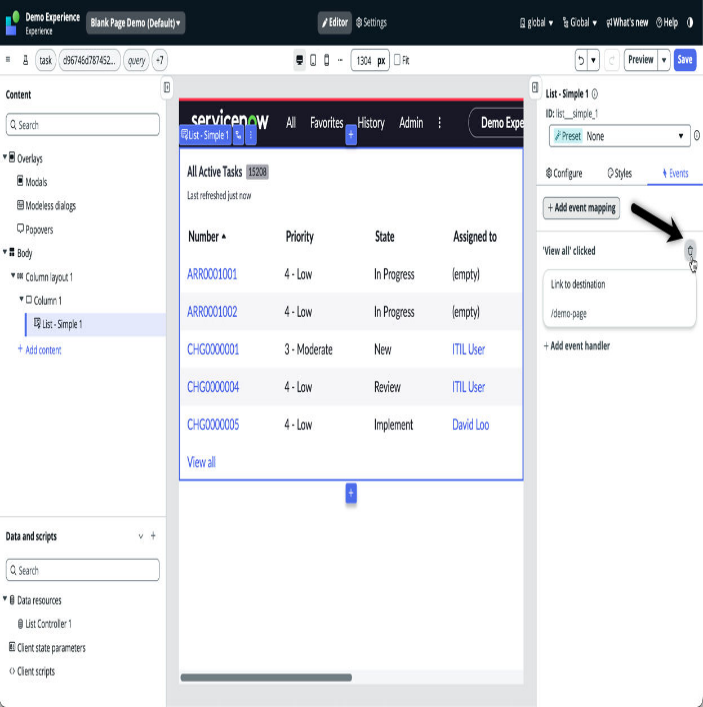 Demo Experience
Experience
Blank Page Demo (Default) ▾
Editor
Settings
global ▾
Global ▾
What's new
Help
task
d96746d787452...
query
+7
1304 px
Fit
Preview
Save
Content
Search
Overlays
Modals
Modeless dialogs
Popovers
Body
Column layout 1
Column 1
List - Simple 1
+ Add content
Data and scripts
Search
Data resources
List Controller 1
Client state parameters
Client scripts
servicenow
All
Favorites
History
Admin
Demo Expe
List - Simple 1
All Active Tasks 15208
Last refreshed just now
Number Priority State Assigned to
ARR0001001 4 - Low In Progress (empty)
ARR0001002 4 - Low In Progress (empty)
CHG0000001 3 - Moderate New ITIL User
CHG0000004 4 - Low Review ITIL User
CHG0000005 4 - Low Implement David Loo
View all
List - Simple 1
ID: list__simple_1
Preset None
Configure
Styles
Events
+ Add event mapping
'View all' clicked
Link to destination
/demo-page
+ Add event handler